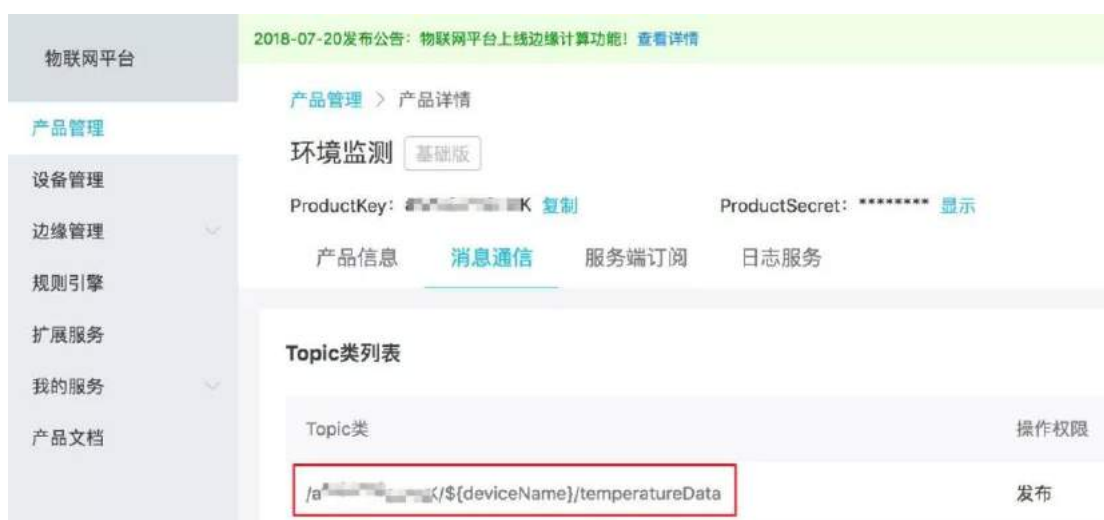 物联网平台
2018-07-20发布公告：物联网平台上线边缘计算功能！查看详情
产品管理
设备管理
边缘管理
规则引擎
扩展服务
我的服务
产品文档
产品管理 > 产品详情
环境监测 基础版
ProductKey: K 复制 ProductSecret: ******** 显示
产品信息 消息通信 服务端订阅 日志服务
Topic类列表
Topic类 操作权限
/a K/${deviceName}/temperatureData 发布